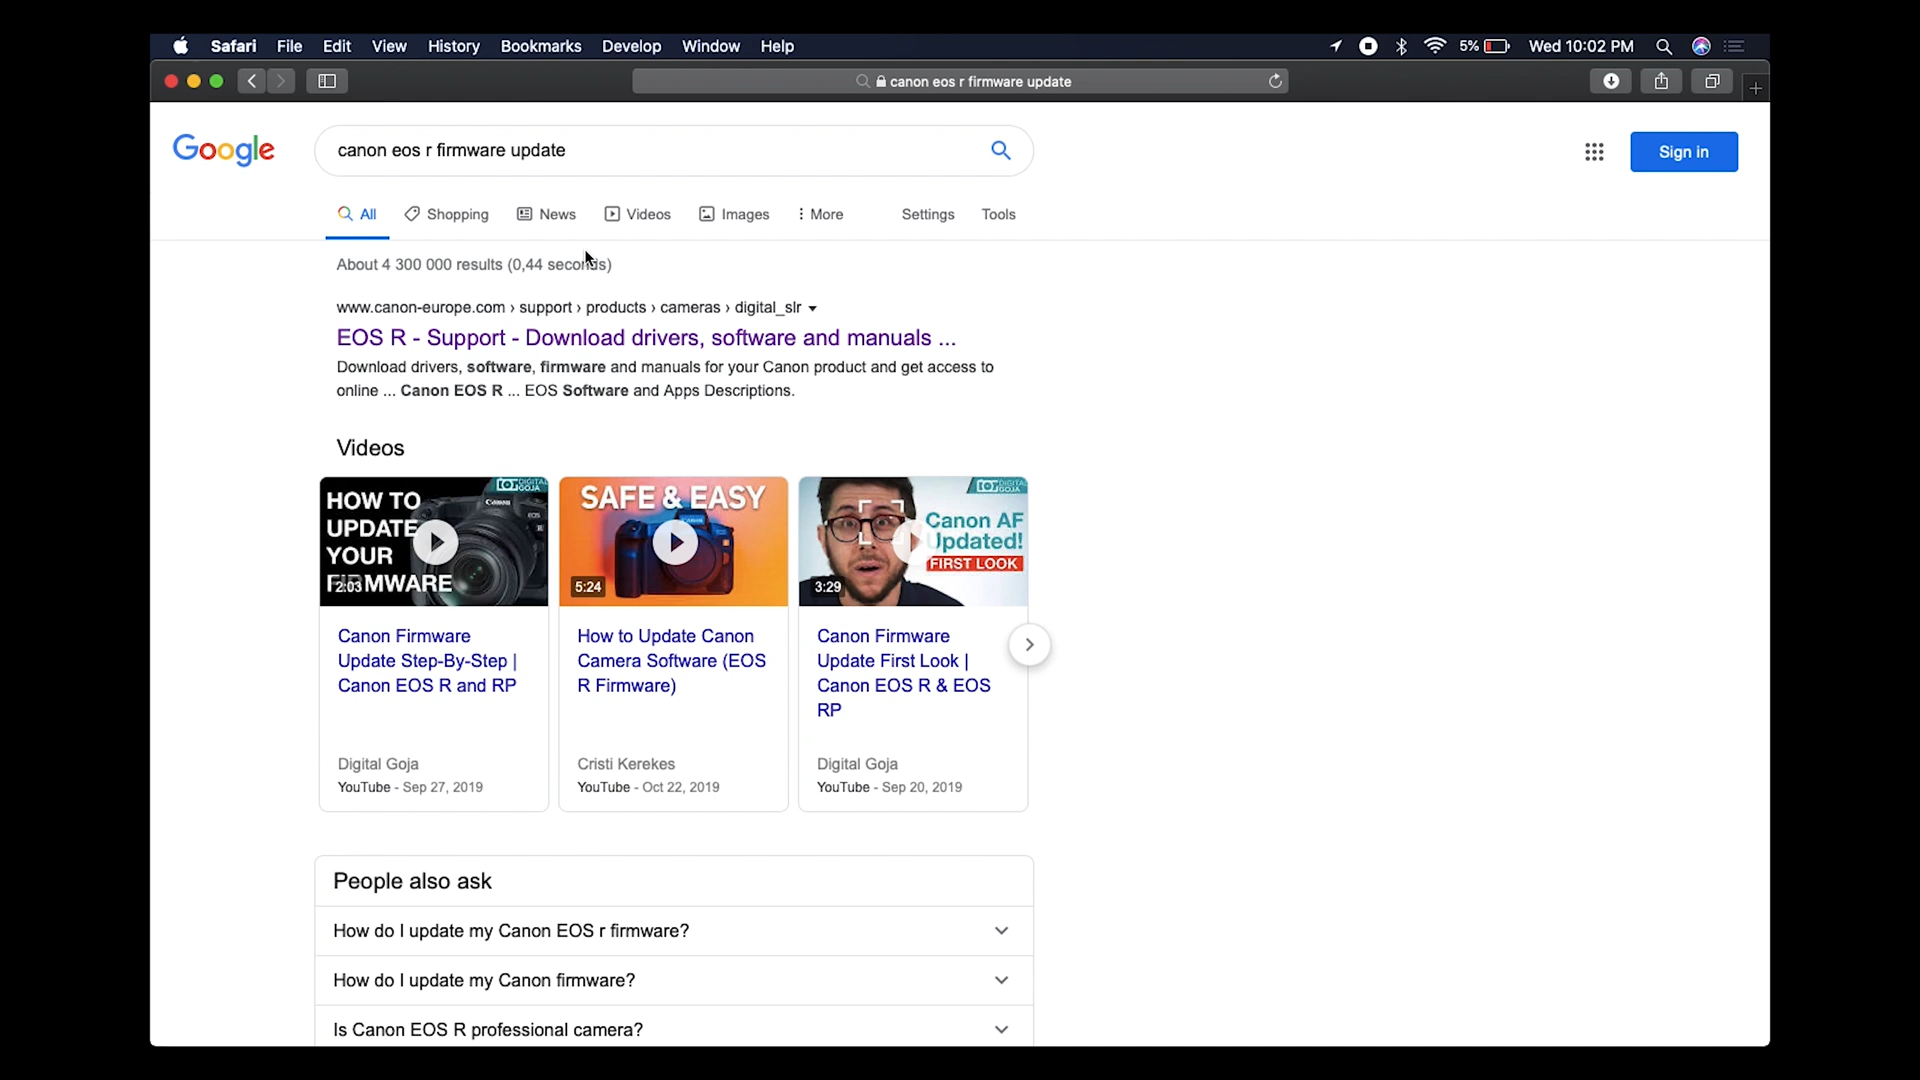 Safari File Edit View History Bookmarks Develop Window Help 5% Wed 10:02 PM
canon eos r firmware update
Google canon eos r firmware update Sign in
All Shopping News Videos Images More Settings Tools
About 4 300 000 results (0,44 seconds)
www.canon-europe.com › support › products › cameras › digital_slr
EOS R - Support - Download drivers, software and manuals ...
Download drivers, software, firmware and manuals for your Canon product and get access to
online ... Canon EOS R ... EOS Software and Apps Descriptions.
Videos
HOW TO
UPDATE
YOUR
FIRMWARE
2:03
Canon
EOS
R
DIGITAL
GOJA
Canon Firmware
Update Step-By-Step |
Canon EOS R and RP
Digital Goja
YouTube - Sep 27, 2019
SAFE & EASY
5:24
How to Update Canon
Camera Software (EOS
R Firmware)
Cristi Kerekes
YouTube - Oct 22, 2019
DIGITAL
GOJA
Canon AF
Updated!
FIRST LOOK
3:29
Canon Firmware
Update First Look |
Canon EOS R & EOS
RP
Digital Goja
YouTube - Sep 20, 2019
People also ask
How do I update my Canon EOS r firmware?
How do I update my Canon firmware?
Is Canon EOS R professional camera?